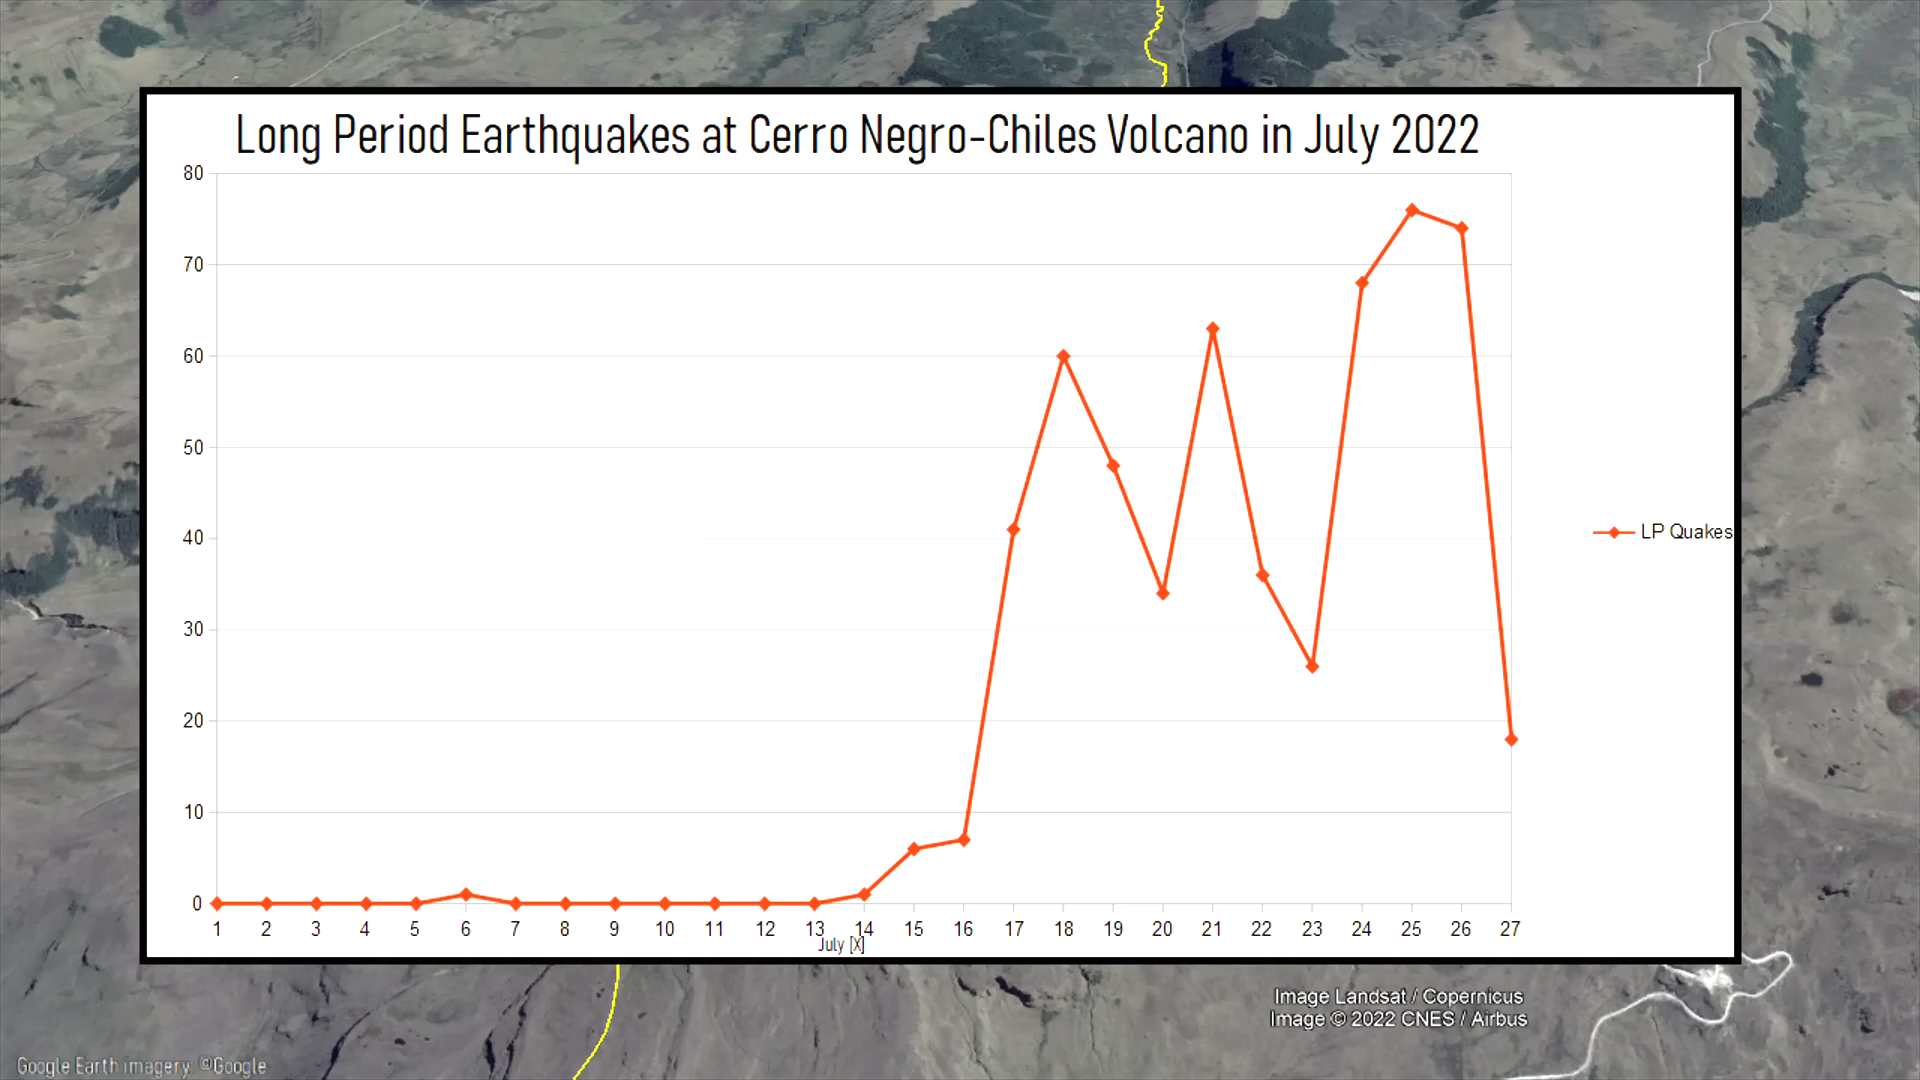 Long Period Earthquakes at Cerro Negro-Chiles Volcano in July 2022
80
70
60
50
40
30
20
10
0
1 2 3 4 5 6 7 8 9 10 11 12 13 14 15 16 17 18 19 20 21 22 23 24 25 26 27
July [X]
LP Quakes
Image Landsat / Copernicus
Image © 2022 CNES / Airbus
Google Earth imagery: ©Google